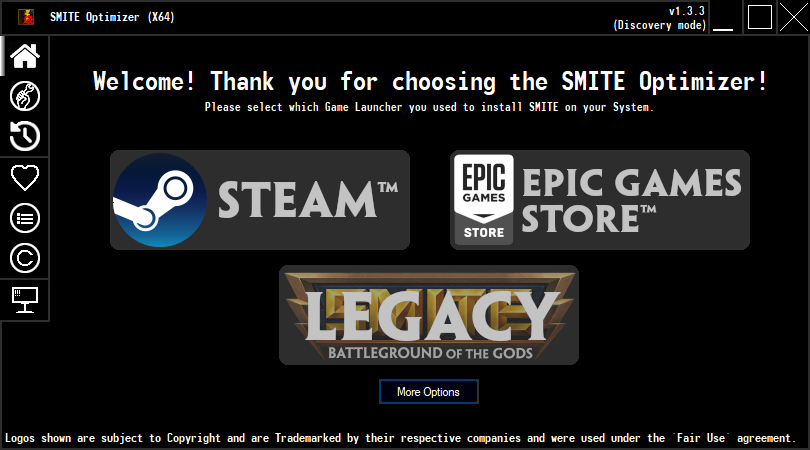 SMITE Optimizer (X64)
v1.3.3
(Discovery mode)
Welcome! Thank you for choosing the SMITE Optimizer!
Please select which Game Launcher you used to install SMITE on your System.
STEAM™
EPIC
GAMES
STORE
EPIC GAMES
STORE™
SMITE
LEGACY
BATTLEGROUND OF THE GODS
More Options
Logos shown are subject to Copyright and are Trademarked by their respective companies and were used under the `Fair Use` agreement.